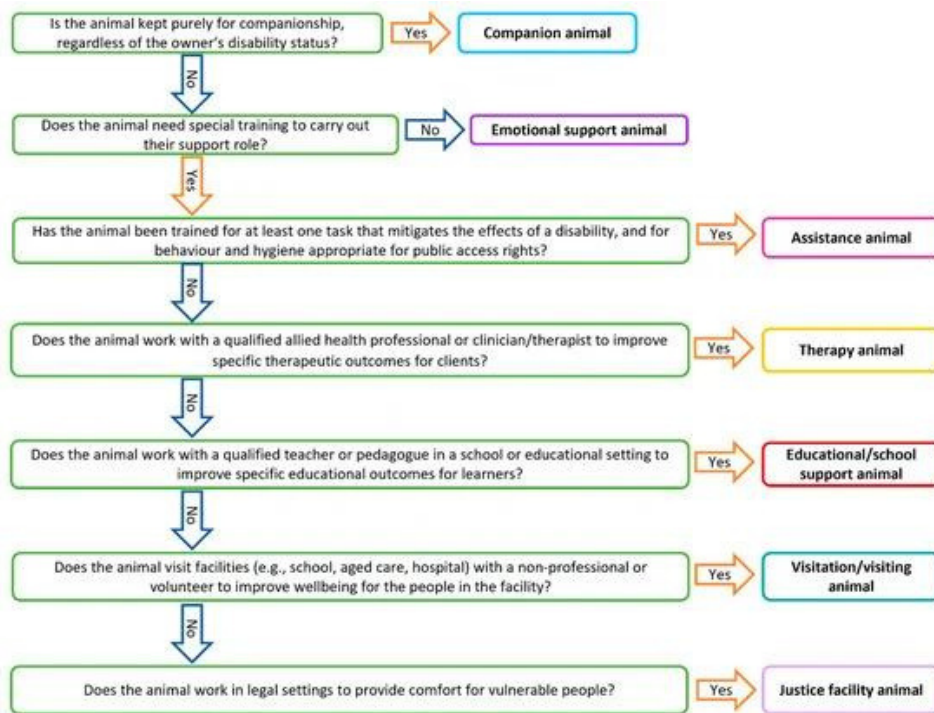 Is the animal kept purely for companionship,
regardless of the owner's disability status?
Yes
Companion animal
No
Does the animal need special training to carry out
their support role?
No
Emotional support animal
Yes
Has the animal been trained for at least one task that mitigates the effects of a disability, and for
behaviour and hygiene appropriate for public access rights?
Yes
Assistance animal
No
Does the animal work with a qualified allied health professional or clinician/therapist to improve
specific therapeutic outcomes for clients?
Yes
Therapy animal
No
Does the animal work with a qualified teacher or pedagogue in a school or educational setting to
improve specific educational outcomes for learners?
Yes
Educational/school
support animal
No
Does the animal visit facilities (e.g., school, aged care, hospital) with a non-professional or
volunteer to improve wellbeing for the people in the facility?
Yes
Visitation/visiting
animal
No
Does the animal work in legal settings to provide comfort for vulnerable people?
Yes
Justice facility animal